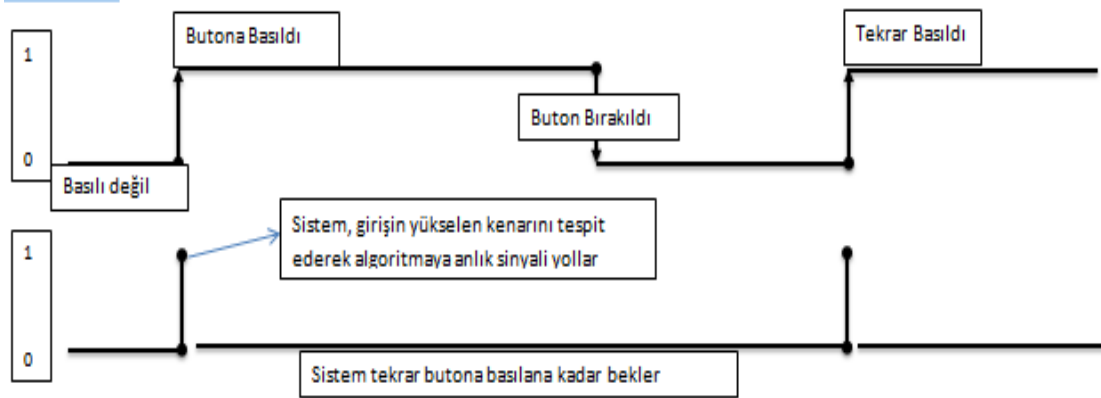 Butona Basıldı
Tekrar Basıldı
1
Buton Bırakıldı
0
Basılı değil
Sistem, girişin yükselen kenarını tespit
ederek algoritmaya anlık sinyali yollar
1
0
Sistem tekrar butona basılana kadar bekler